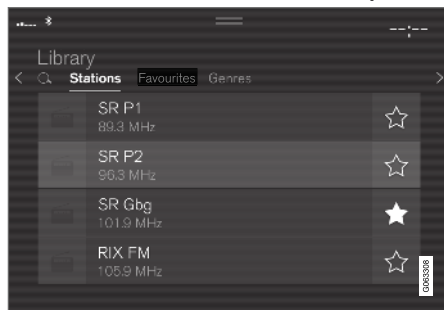 --:--
Library
Stations Favourites Genres
SR P1
89.3 MHz
SR P2
96.3 MHz
SR Gbg
101.9 MHz
RIX FM
105.9 MHz
G063308